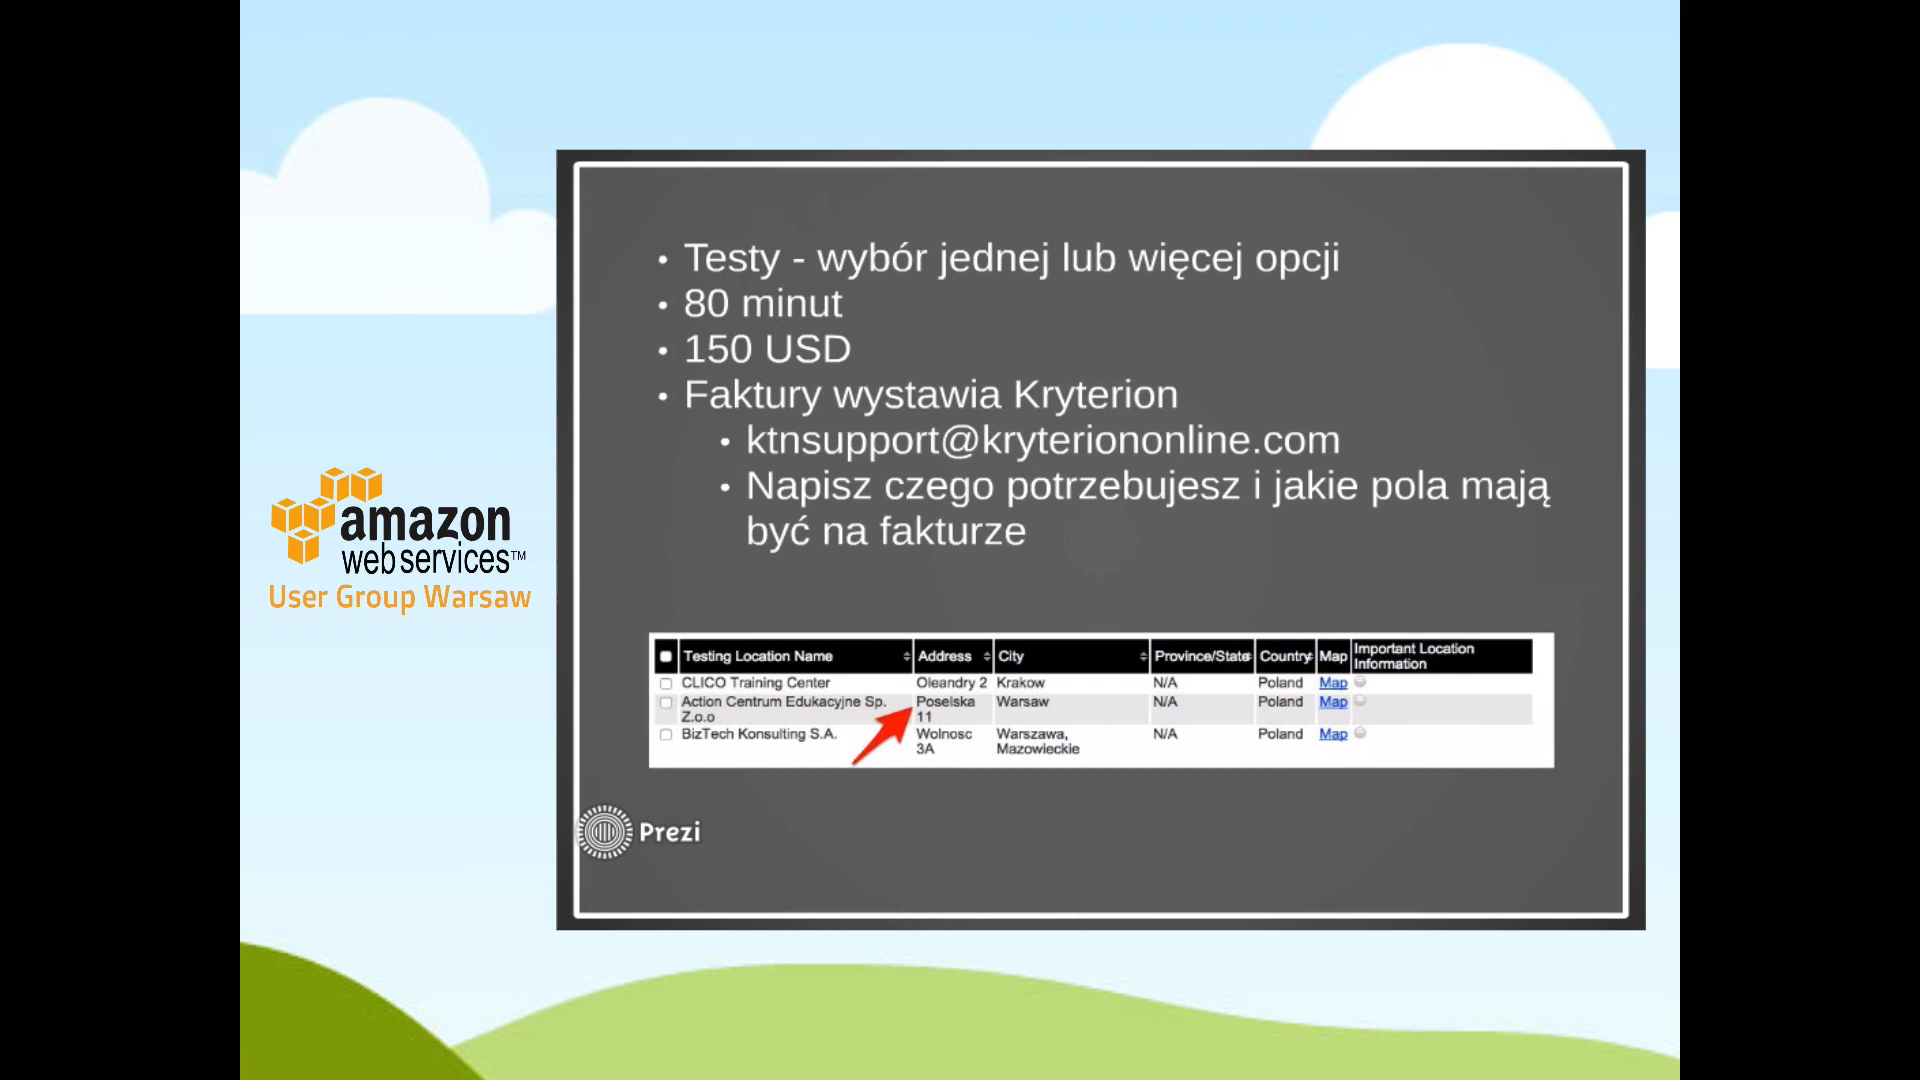 • Testy - wybór jednej lub więcej opcji
• 80 minut
• 150 USD
• Faktury wystawia Kryterion
• ktnsupport@kryteriononline.com
• Napisz czego potrzebujesz i jakie pola mają
być na fakturze
amazon
webservices™
User Group Warsaw
Testing Location Name Address City Province/State Country Map Important Location
Information
CLICO Training Center Oleandry 2 Krakow N/A Poland Map
Action Centrum Edukacyjne Sp. Poselska Warsaw N/A Poland Map
Z.o.o 11
BizTech Konsulting S.A. Wolnosc Warszawa, N/A Poland Map
3A Mazowieckie
Prezi